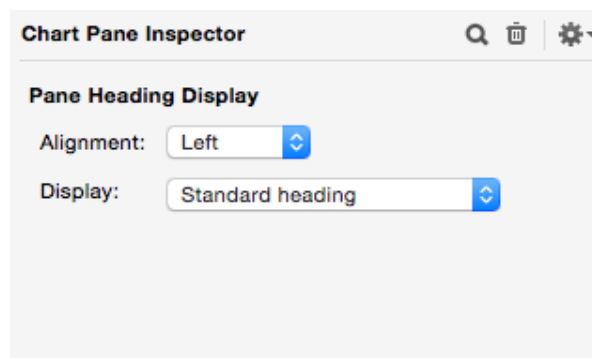 Chart Pane Inspector
Pane Heading Display
Alignment: Left
Display: Standard heading